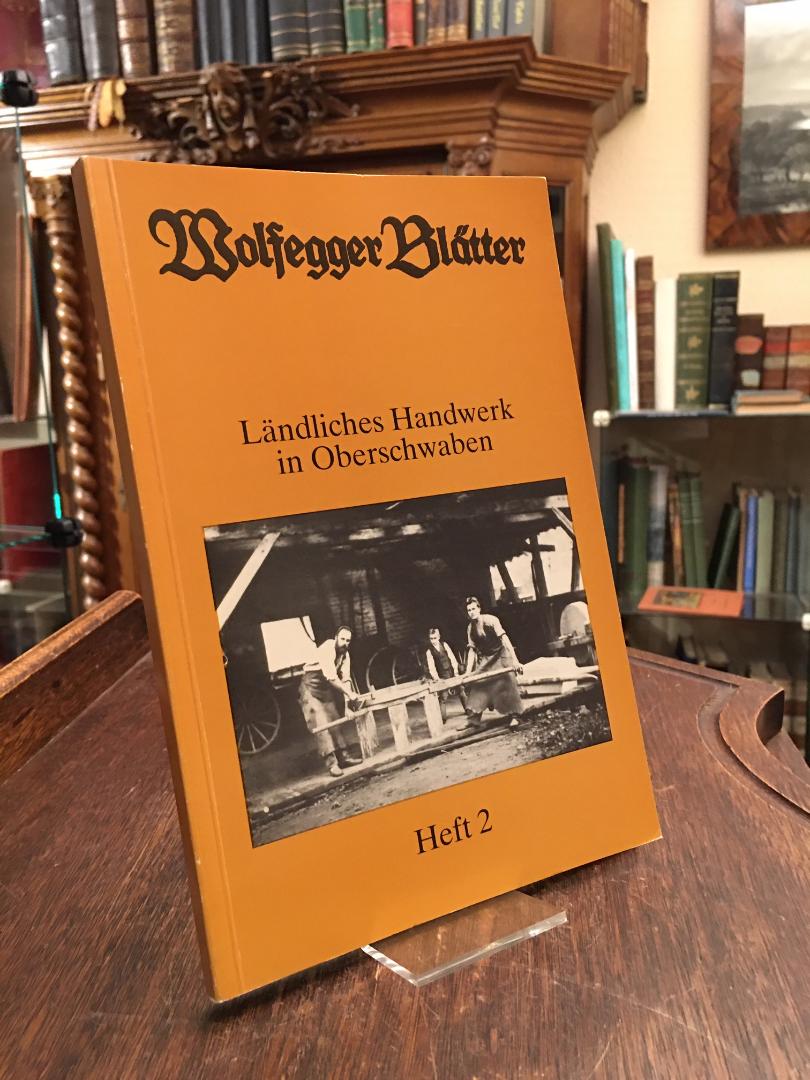 Wolfegger Blätter
Ländliches Handwerk
in Oberschwaben
Heft 2